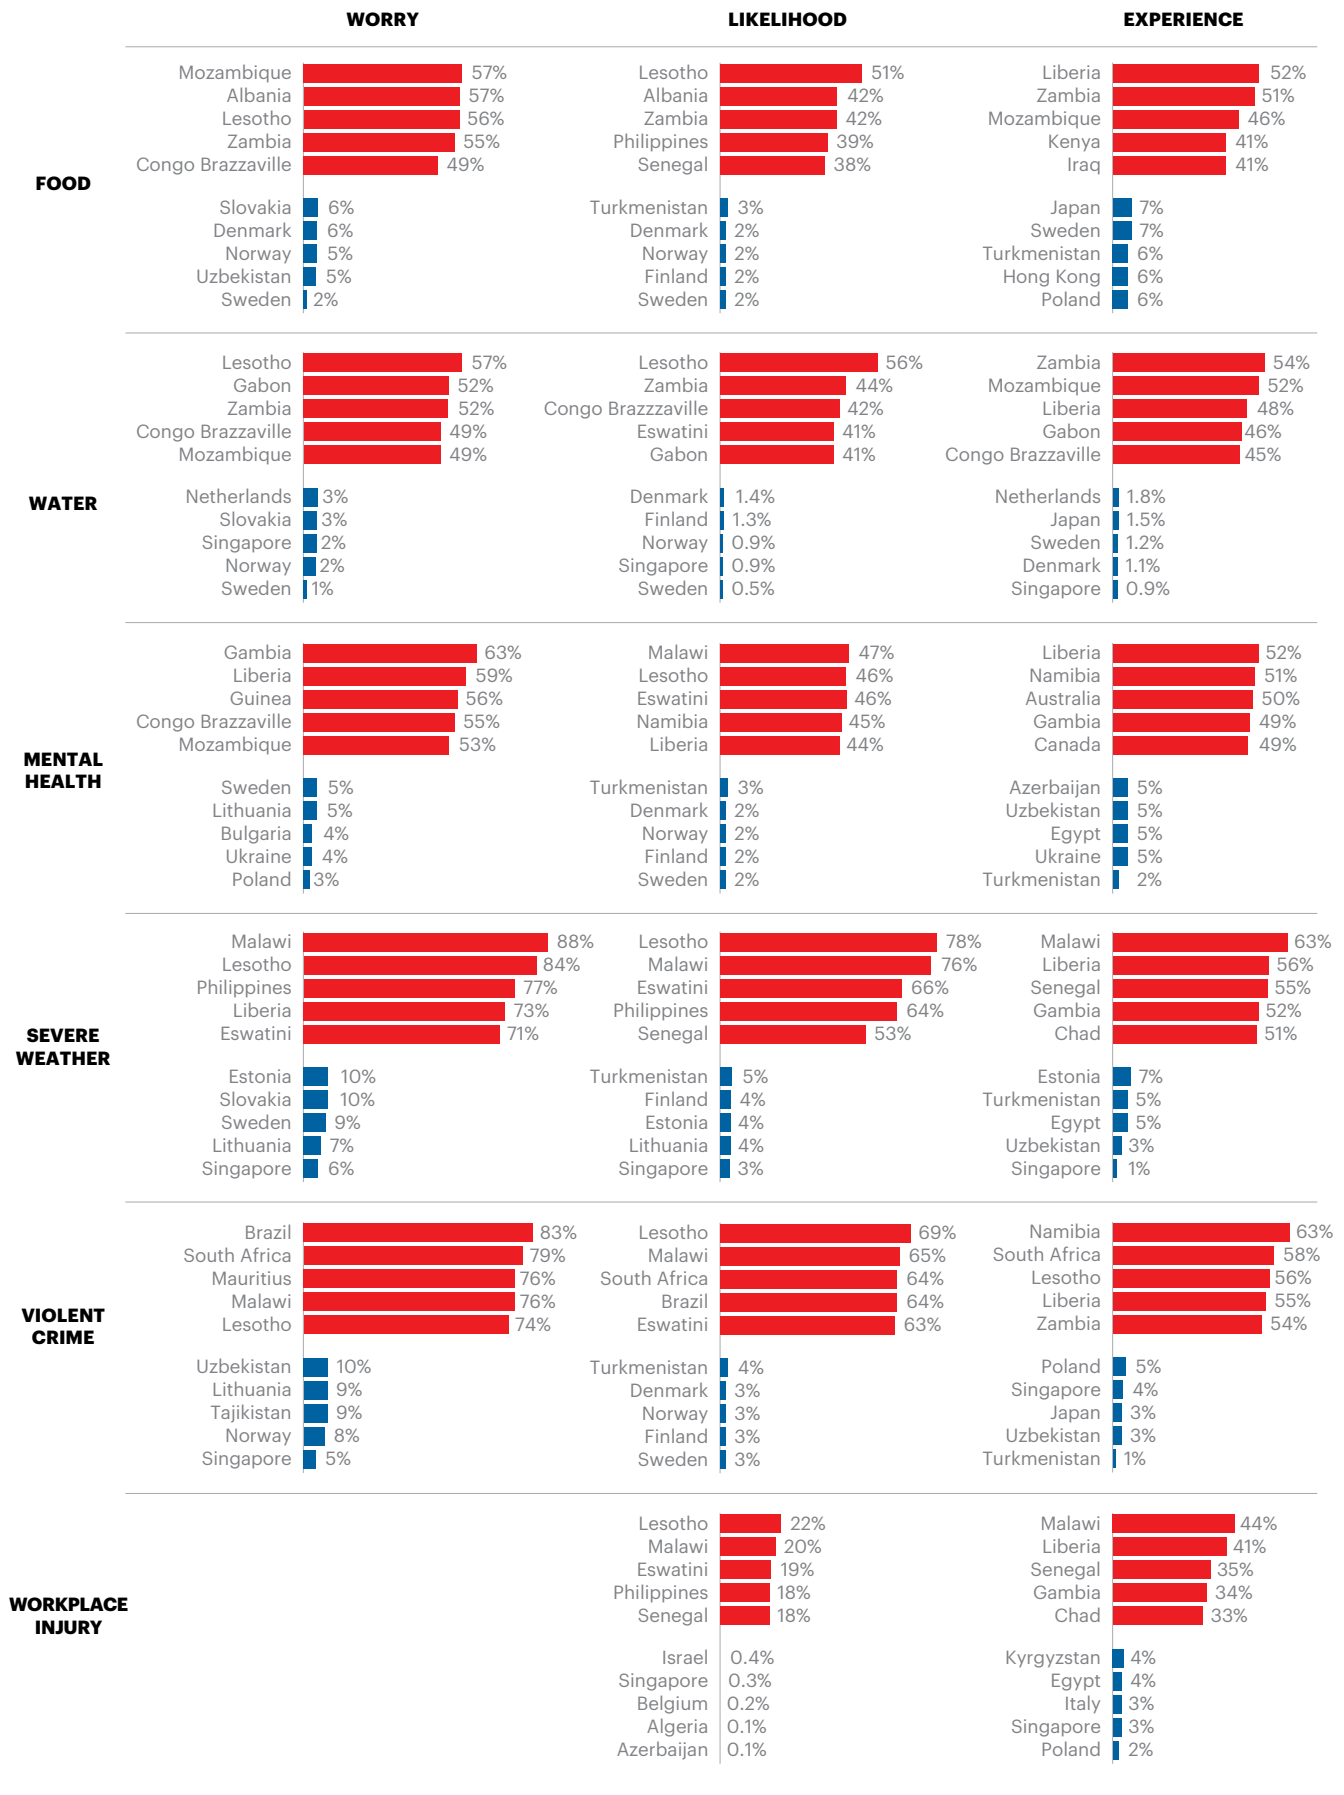 WORRY LIKELIHOOD EXPERIENCE
FOOD
Mozambique 57%
Albania 57%
Lesotho 56%
Zambia 55%
Congo Brazzaville 49%
Slovakia 6%
Denmark 6%
Norway 5%
Uzbekistan 5%
Sweden 2%
Lesotho 51%
Albania 42%
Zambia 42%
Philippines 39%
Senegal 38%
Turkmenistan 3%
Denmark 2%
Norway 2%
Finland 2%
Sweden 2%
Liberia 52%
Zambia 51%
Mozambique 46%
Kenya 41%
Iraq 41%
Japan 7%
Sweden 7%
Turkmenistan 6%
Hong Kong 6%
Poland 6%
WATER
Lesotho 57%
Gabon 52%
Zambia 52%
Congo Brazzaville 49%
Mozambique 49%
Netherlands 3%
Slovakia 3%
Singapore 2%
Norway 2%
Sweden 1%
Lesotho 56%
Zambia 44%
Congo Brazzzaville 42%
Eswatini 41%
Gabon 41%
Denmark 1.4%
Finland 1.3%
Norway 0.9%
Singapore 0.9%
Sweden 0.5%
Zambia 54%
Mozambique 52%
Liberia 48%
Gabon 46%
Congo Brazzaville 45%
Netherlands 1.8%
Japan 1.5%
Sweden 1.2%
Denmark 1.1%
Singapore 0.9%
MENTAL
HEALTH
Gambia 63%
Liberia 59%
Guinea 56%
Congo Brazzaville 55%
Mozambique 53%
Sweden 5%
Lithuania 5%
Bulgaria 4%
Ukraine 4%
Poland 3%
Malawi 47%
Lesotho 46%
Eswatini 46%
Namibia 45%
Liberia 44%
Turkmenistan 3%
Denmark 2%
Norway 2%
Finland 2%
Sweden 2%
Liberia 52%
Namibia 51%
Australia 50%
Gambia 49%
Canada 49%
Azerbaijan 5%
Uzbekistan 5%
Egypt 5%
Ukraine 5%
Turkmenistan 2%
SEVERE
WEATHER
Malawi 88%
Lesotho 84%
Philippines 77%
Liberia 73%
Eswatini 71%
Estonia 10%
Slovakia 10%
Sweden 9%
Lithuania 7%
Singapore 6%
Lesotho 78%
Malawi 76%
Eswatini 66%
Philippines 64%
Senegal 53%
Turkmenistan 5%
Finland 4%
Estonia 4%
Lithuania 4%
Singapore 3%
Malawi 63%
Liberia 56%
Senegal 55%
Gambia 52%
Chad 51%
Estonia 7%
Turkmenistan 5%
Egypt 5%
Uzbekistan 3%
Singapore 1%
VIOLENT
CRIME
Brazil 83%
South Africa 79%
Mauritius 76%
Malawi 76%
Lesotho 74%
Uzbekistan 10%
Lithuania 9%
Tajikistan 9%
Norway 8%
Singapore 5%
Lesotho 69%
Malawi 65%
South Africa 64%
Brazil 64%
Eswatini 63%
Turkmenistan 4%
Denmark 3%
Norway 3%
Finland 3%
Sweden 3%
Namibia 63%
South Africa 58%
Lesotho 56%
Liberia 55%
Zambia 54%
Poland 5%
Singapore 4%
Japan 3%
Uzbekistan 3%
Turkmenistan 1%
WORKPLACE
INJURY
Lesotho 22%
Malawi 20%
Eswatini 19%
Philippines 18%
Senegal 18%
Israel 0.4%
Singapore 0.3%
Belgium 0.2%
Algeria 0.1%
Azerbaijan 0.1%
Malawi 44%
Liberia 41%
Senegal 35%
Gambia 34%
Chad 33%
Kyrgyzstan 4%
Egypt 4%
Italy 3%
Singapore 3%
Poland 2%